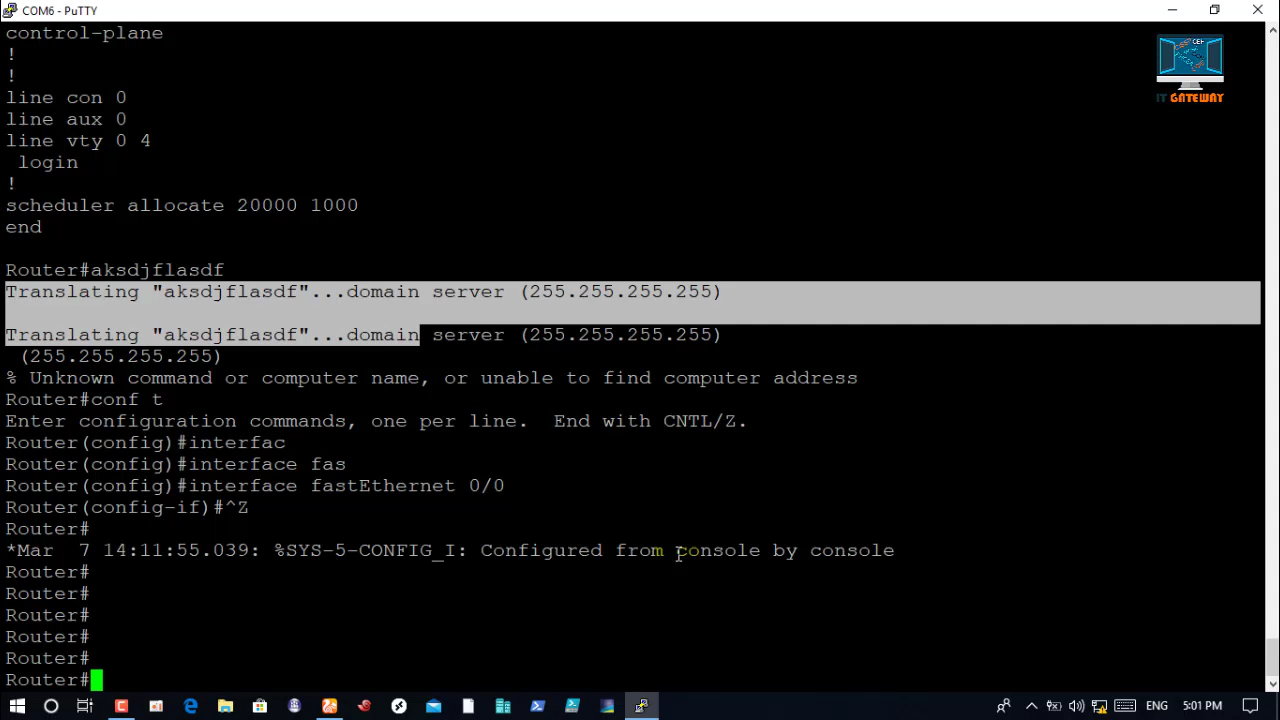 COM6 - PuTTY
control-plane
!
!
line con 0
line aux 0
line vty 0 4
login
!
scheduler allocate 20000 1000
end
Router#aksdjflasdf
Translating "aksdjflasdf"...domain server (255.255.255.255)
Translating "aksdjflasdf"...domain server (255.255.255.255)
(255.255.255.255)
% Unknown command or computer name, or unable to find computer address
Router#conf t
Enter configuration commands, one per line.  End with CNTL/Z.
Router(config)#interfac
Router(config)#interface fas
Router(config)#interface fastEthernet 0/0
Router(config-if)#^Z
Router#
*Mar  7 14:11:55.039: %SYS-5-CONFIG_I: Configured from console by console
Router#
Router#
Router#
Router#
Router#
Router#
IT GATEWAY
ENG
5:01 PM